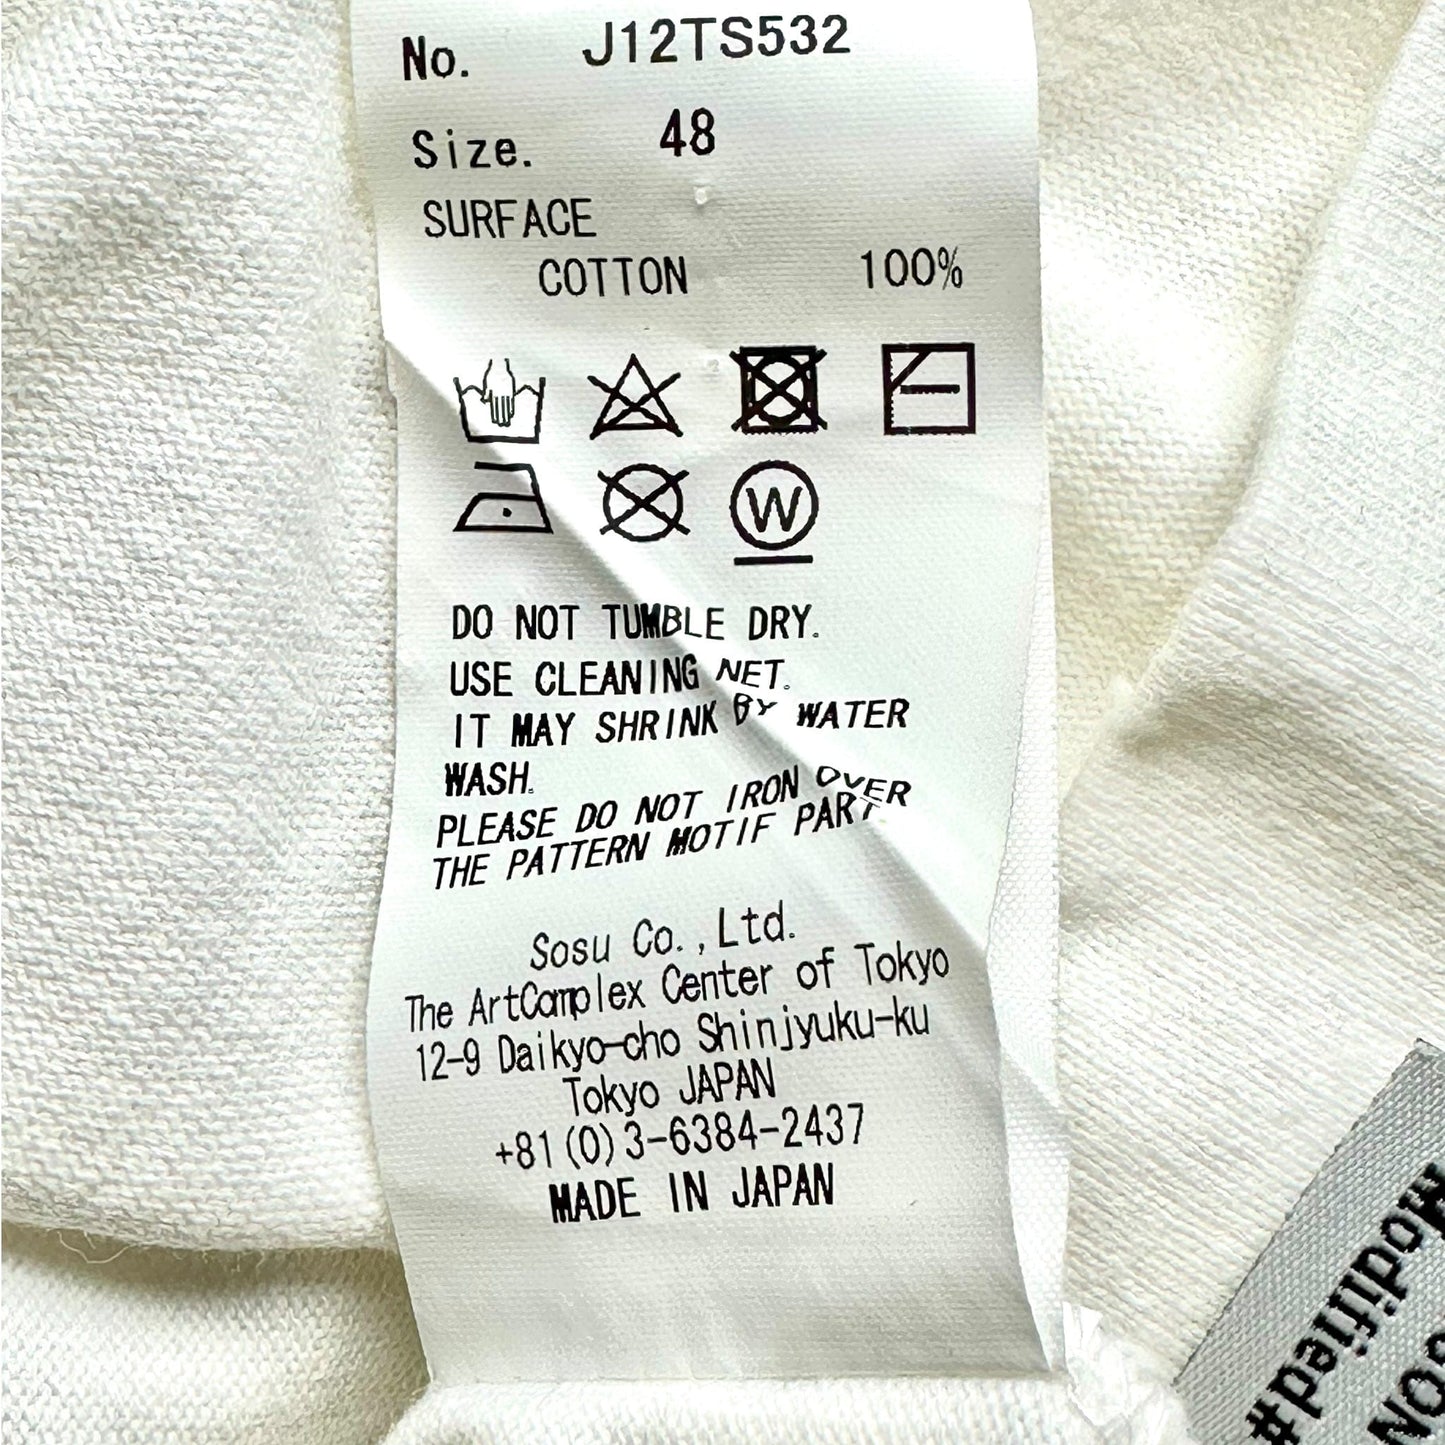 No. J12TS532
Size. 48
SURFACE
COTTON 100%
W
DO NOT TUMBLE DRY.
USE CLEANING NET.
IT MAY SHRINK BY WATER
WASH.
PLEASE DO NOT IRON OVER
THE PATTERN MOTIF PART.
Sosu Co.,Ltd.
The ArtComplex Center of Tokyo
12-9 Daikyo-cho Shinjyuku-ku
Tokyo JAPAN
+81(0)3-6384-2437
MADE IN JAPAN
Modified#